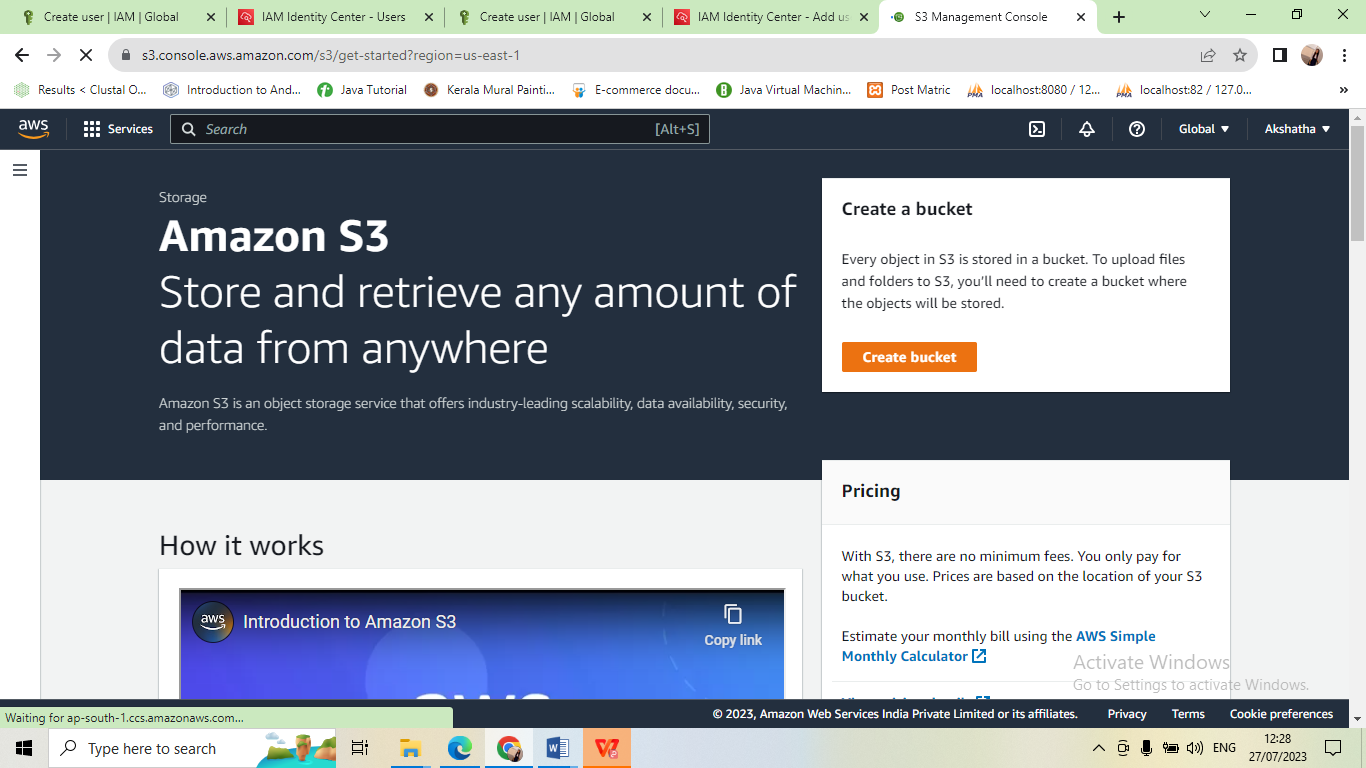 Create user | IAM | Global
IAM Identity Center - Users
Create user | IAM | Global
IAM Identity Center - Add us
S3 Management Console
s3.console.aws.amazon.com/s3/get-started?region=us-east-1
Results < Clustal O...
Introduction to And...
Java Tutorial
Kerala Mural Painti...
E-commerce docu...
Java Virtual Machin...
Post Matric
localhost:8080 / 12...
localhost:82 / 127.0...
»
aws
Services
Search
[Alt+S]
Global
Akshatha
Storage
Amazon S3
Store and retrieve any amount of
data from anywhere
Amazon S3 is an object storage service that offers industry-leading scalability, data availability, security,
and performance.
Create a bucket
Every object in S3 is stored in a bucket. To upload files
and folders to S3, you'll need to create a bucket where
the objects will be stored.
Create bucket
Pricing
With S3, there are no minimum fees. You only pay for
what you use. Prices are based on the location of your S3
bucket.
Estimate your monthly bill using the AWS Simple
Monthly Calculator
How it works
aws
Introduction to Amazon S3
Copy link
Activate Windows
Go to Settings to activate Windows.
Waiting for ap-south-1.ccs.amazonaws.com...
© 2023, Amazon Web Services India Private Limited or its affiliates.
Privacy
Terms
Cookie preferences
Type here to search
ENG
12:28
27/07/2023